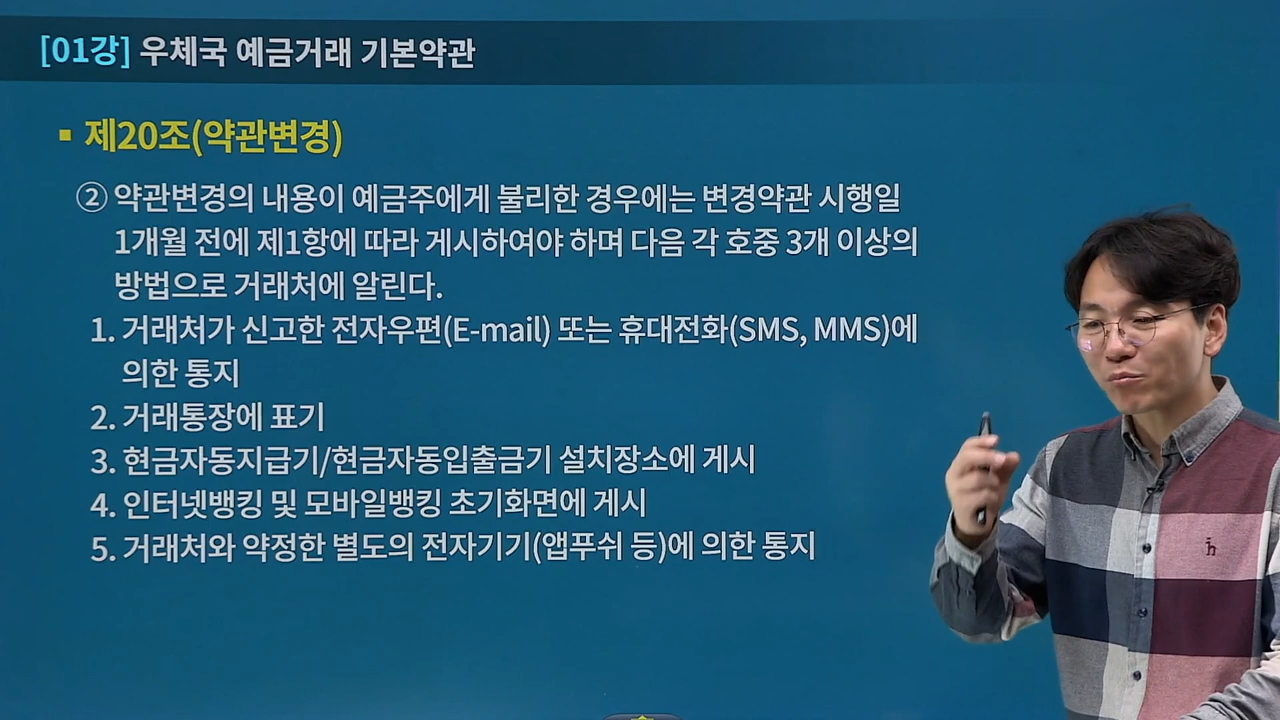 [01강] 우체국 예금거래 기본약관
▪ 제20조(약관변경)
② 약관변경의 내용이 예금주에게 불리한 경우에는 변경약관 시행일
1개월 전에 제1항에 따라 게시하여야 하며 다음 각 호중 3개 이상의
방법으로 거래처에 알린다.
1. 거래처가 신고한 전자우편(E-mail) 또는 휴대전화(SMS, MMS)에
의한 통지
2. 거래통장에 표기
3. 현금자동지급기/현금자동입출금기 설치장소에 게시
4. 인터넷뱅킹 및 모바일뱅킹 초기화면에 게시
5. 거래처와 약정한 별도의 전자기기(앱푸쉬 등)에 의한 통지